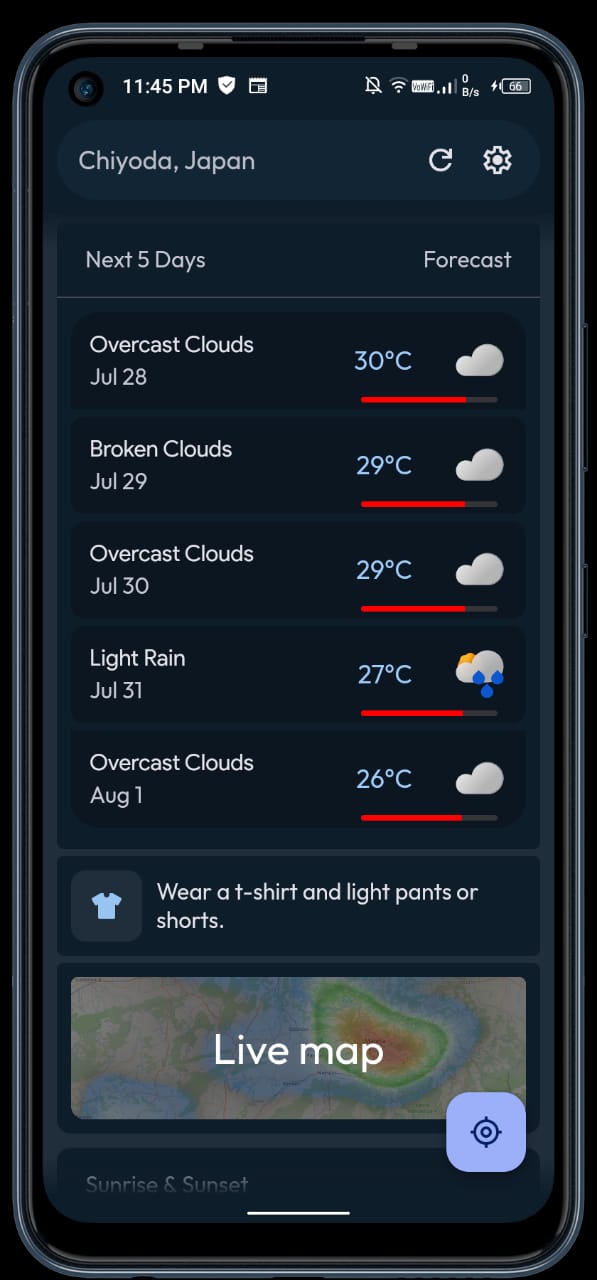 11:45 PM VoWiFi 0 B/s 66
Chiyoda, Japan
Next 5 Days Forecast
Overcast Clouds
Jul 28
30°C
Broken Clouds
Jul 29
29°C
Overcast Clouds
Jul 30
29°C
Light Rain
Jul 31
27°C
Overcast Clouds
Aug 1
26°C
Wear a t-shirt and light pants or
shorts.
Live map
Sunrise & Sunset